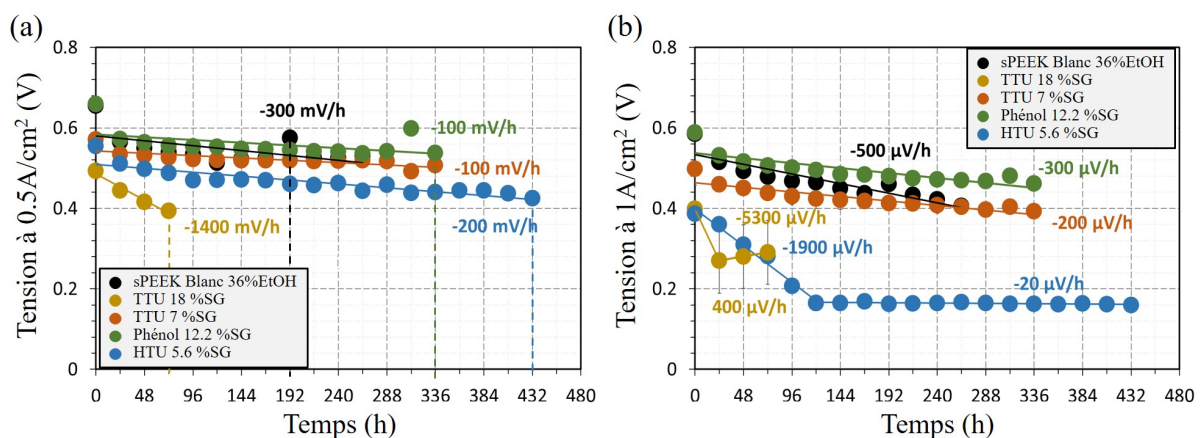 (a)
Tension à 0.5A/cm² (V)
0.8
0.6
0.4
0.2
0
-300 mV/h
-100 mV/h
-100 mV/h
-200 mV/h
-1400 mV/h
sPEEK Blanc 36%EtOH
TTU 18 %SG
TTU 7 %SG
Phénol 12.2 %SG
HTU 5.6 %SG
0 48 96 144 192 240 288 336 384 432 480
Temps (h)
(b)
Tension à 1A/cm² (V)
0.8
0.6
0.4
0.2
0
sPEEK Blanc 36%EtOH
TTU 18 %SG
TTU 7 %SG
Phénol 12.2 %SG
HTU 5.6 %SG
-500 µV/h
-300 µV/h
-200 µV/h
-5300 µV/h
-1900 µV/h
-20 µV/h
400 µV/h
0 48 96 144 192 240 288 336 384 432 480
Temps (h)